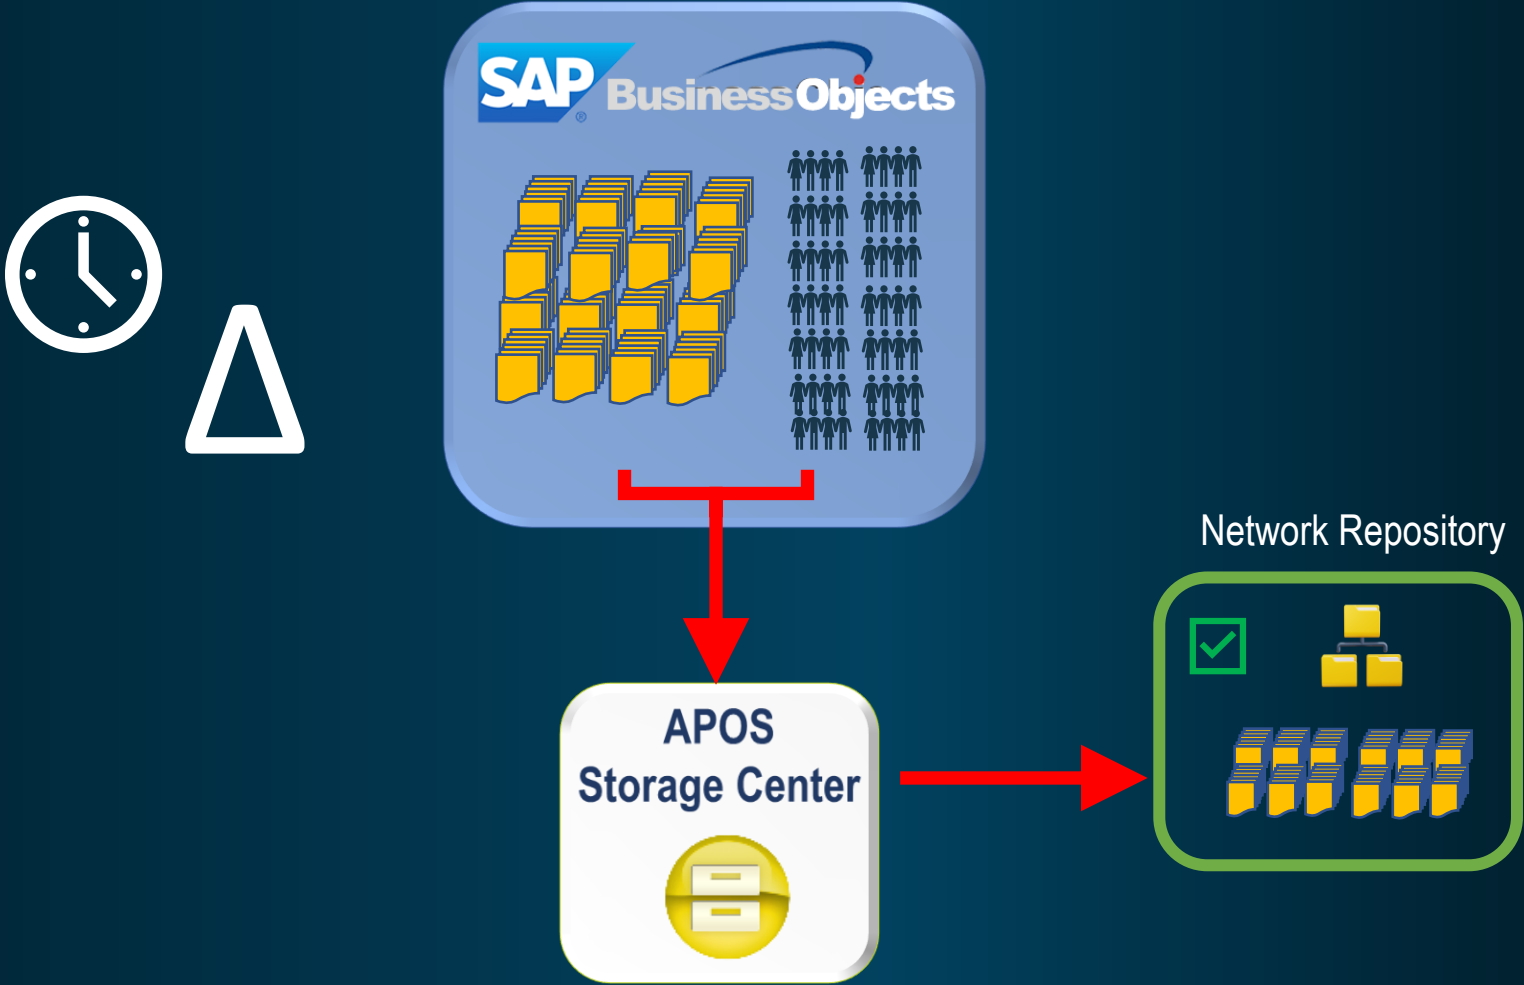 SAP
®
BusinessObjects
Network Repository
APOS
Storage Center